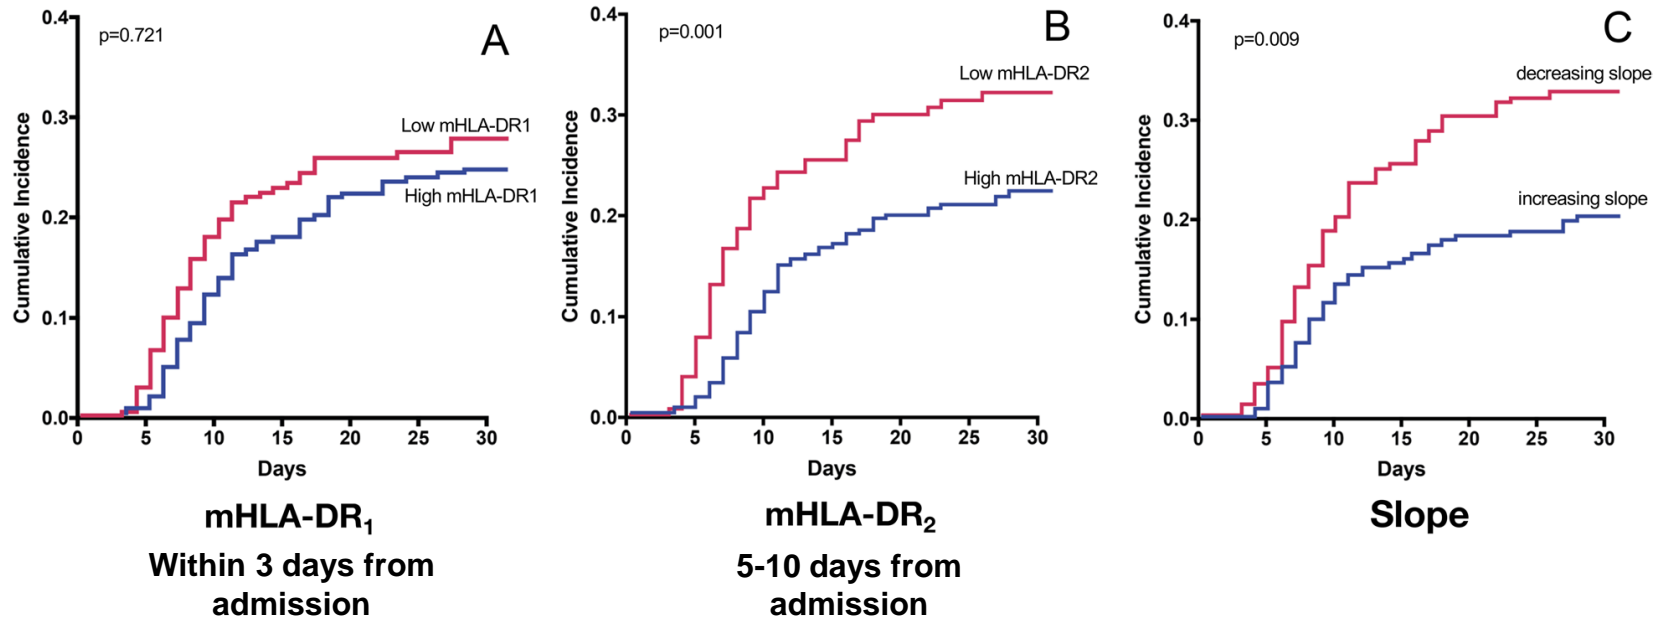 A
p=0.721
0.4
0.3
0.2
0.1
0.0
Cumulative Incidence
Low mHLA-DR1
High mHLA-DR1
0 5 10 15 20 25 30
Days
mHLA-DR1
Within 3 days from
admission
B
p=0.001
0.4
0.3
0.2
0.1
0.0
Cumulative Incidence
Low mHLA-DR2
High mHLA-DR2
0 5 10 15 20 25 30
Days
mHLA-DR2
5-10 days from
admission
C
p=0.009
0.4
0.3
0.2
0.1
0.0
Cumulative Incidence
decreasing slope
increasing slope
0 5 10 15 20 25 30
Days
Slope